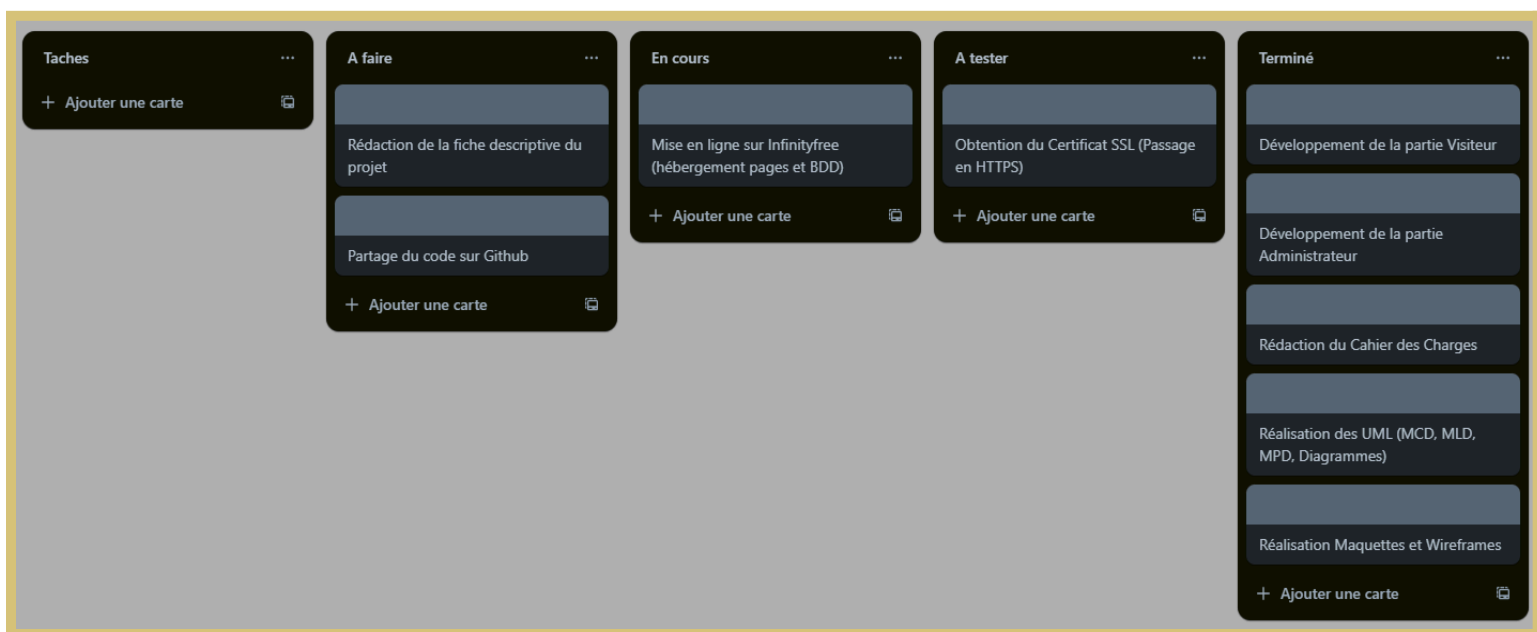 Taches
+ Ajouter une carte
A faire
Rédaction de la fiche descriptive du
projet
Partage du code sur Github
+ Ajouter une carte
En cours
Mise en ligne sur Infinityfree
(hébergement pages et BDD)
+ Ajouter une carte
A tester
Obtention du Certificat SSL (Passage
en HTTPS)
+ Ajouter une carte
Terminé
Développement de la partie Visiteur
Développement de la partie
Administrateur
Rédaction du Cahier des Charges
Réalisation des UML (MCD, MLD,
MPD, Diagrammes)
Réalisation Maquettes et Wireframes
+ Ajouter une carte